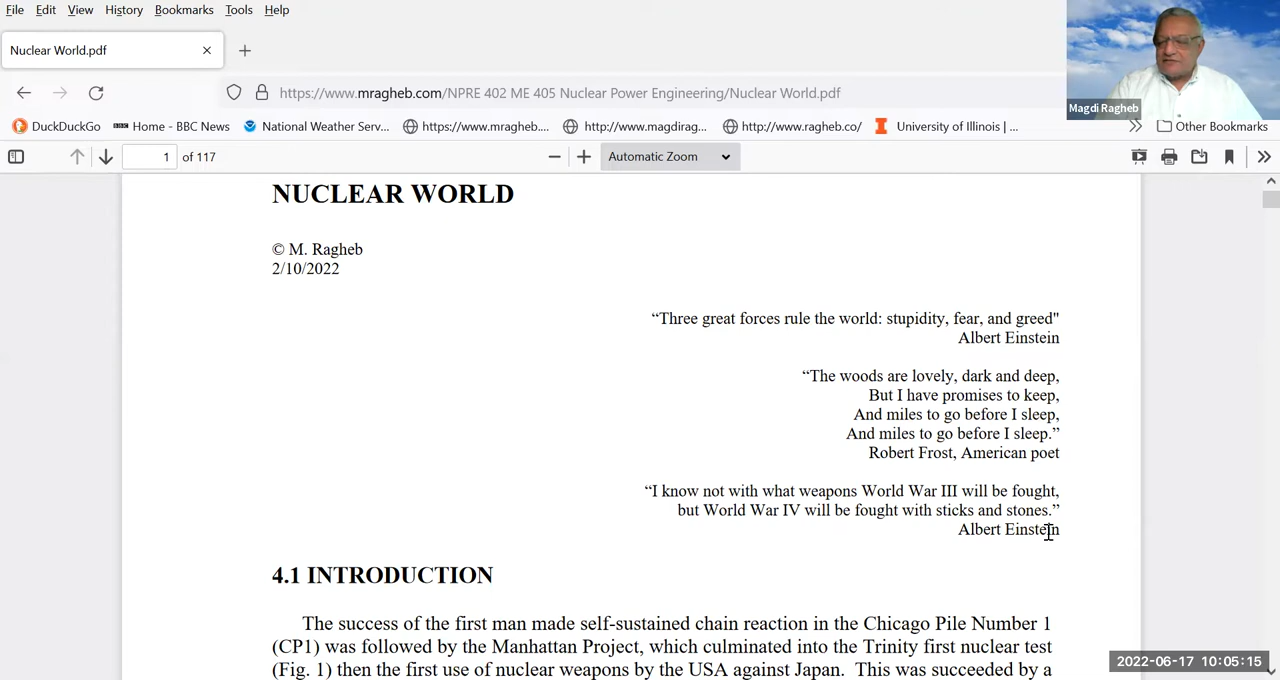 File Edit View History Bookmarks Tools Help
Nuclear World.pdf
https://www.mragheb.com/NPRE 402 ME 405 Nuclear Power Engineering/Nuclear World.pdf
Magdi Ragheb
DuckDuckGo BBC Home - BBC News National Weather Serv... https://www.mragheb.... http://www.magdirag... http://www.ragheb.co/ I University of Illinois | ... Other Bookmarks
1 of 117 Automatic Zoom
NUCLEAR WORLD
© M. Ragheb
2/10/2022
“Three great forces rule the world: stupidity, fear, and greed"
Albert Einstein
“The woods are lovely, dark and deep,
But I have promises to keep,
And miles to go before I sleep,
And miles to go before I sleep.”
Robert Frost, American poet
“I know not with what weapons World War III will be fought,
but World War IV will be fought with sticks and stones.”
Albert Einstein
4.1 INTRODUCTION
The success of the first man made self-sustained chain reaction in the Chicago Pile Number 1
(CP1) was followed by the Manhattan Project, which culminated into the Trinity first nuclear test
(Fig. 1) then the first use of nuclear weapons by the USA against Japan. This was succeeded by a
2022-06-17 10:05:15